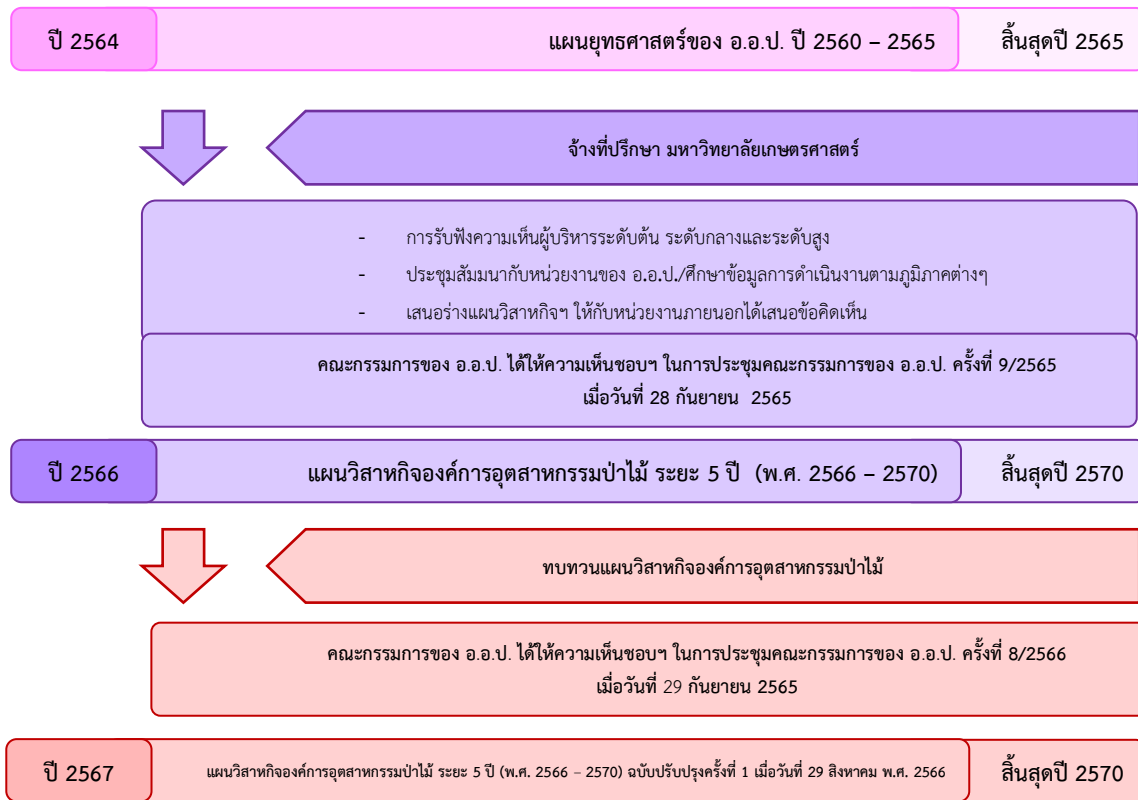 ปี 2564 แผนยุทธศาสตร์ของ อ.อ.ป. ปี 2560 – 2565 สิ้นสุดปี 2565
จ้างที่ปรึกษา มหาวิทยาลัยเกษตรศาสตร์
- การรับฟังความเห็นผู้บริหารระดับต้น ระดับกลางและระดับสูง
- ประชุมสัมมนากับหน่วยงานของ อ.อ.ป./ศึกษาข้อมูลการดำเนินงานตามภูมิภาคต่างๆ
- เสนอร่างแผนวิสาหกิจฯ ให้กับหน่วยงานภายนอกได้เสนอข้อคิดเห็น
คณะกรรมการของ อ.อ.ป. ได้ให้ความเห็นชอบฯ ในการประชุมคณะกรรมการของ อ.อ.ป. ครั้งที่ 9/2565
เมื่อวันที่ 28 กันยายน 2565
ปี 2566 แผนวิสาหกิจองค์การอุตสาหกรรมป่าไม้ ระยะ 5 ปี (พ.ศ. 2566 – 2570) สิ้นสุดปี 2570
ทบทวนแผนวิสาหกิจองค์การอุตสาหกรรมป่าไม้
คณะกรรมการของ อ.อ.ป. ได้ให้ความเห็นชอบฯ ในการประชุมคณะกรรมการของ อ.อ.ป. ครั้งที่ 8/2566
เมื่อวันที่ 29 กันยายน 2565
ปี 2567 แผนวิสาหกิจองค์การอุตสาหกรรมป่าไม้ ระยะ 5 ปี (พ.ศ. 2566 – 2570) ฉบับปรับปรุงครั้งที่ 1 เมื่อวันที่ 29 สิงหาคม พ.ศ. 2566 สิ้นสุดปี 2570